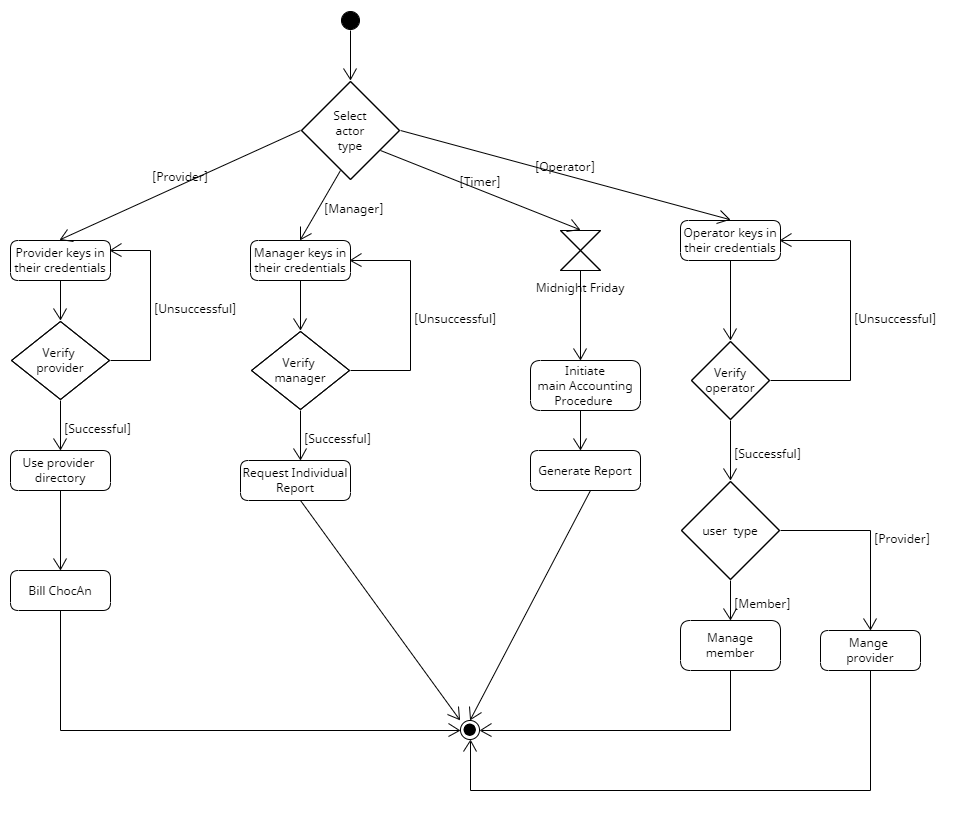 Select
actor
type
[Provider]
[Manager]
[Timer]
[Operator]
Provider keys in
their credentials
Manager keys in
their credentials
Midnight Friday
Operator keys in
their credentials
[Unsuccessful]
[Unsuccessful]
[Unsuccessful]
Verify
provider
Verify
manager
Initiate
main Accounting
Procedure
Verify
operator
[Successful]
[Successful]
[Successful]
Use provider
directory
Request Individual
Report
Generate Report
user type
[Provider]
Bill ChocAn
[Member]
Manage
member
Mange
provider